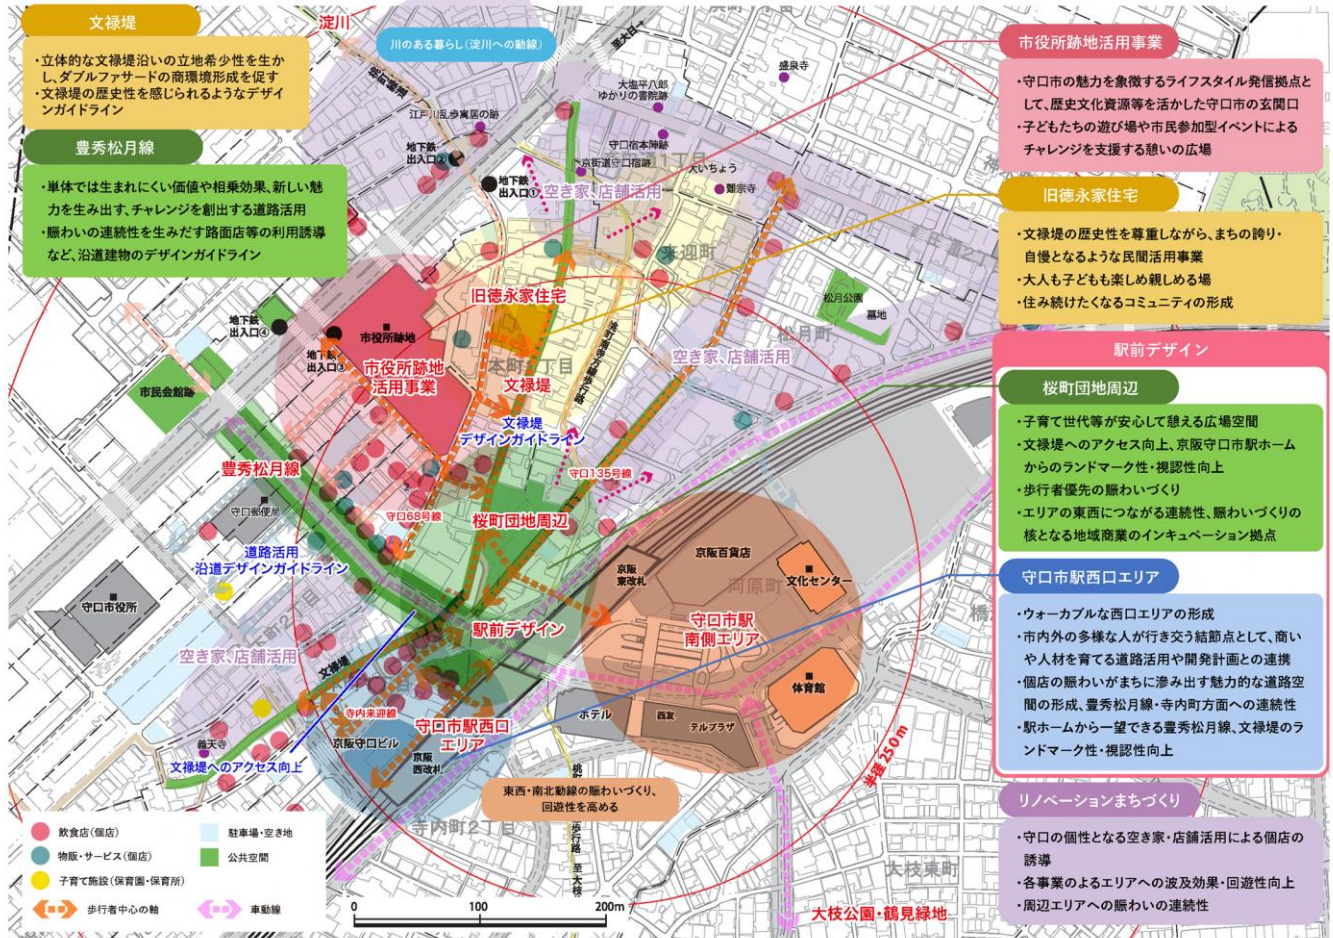 文禄堤
・立体的な文禄堤沿いの立地希少性を生か
し、ダブルファサードの商環境形成を促す
・文禄堤の歴史性を感じられるようなデザイ
ンガイドライン
豊秀松月線
・単体では生まれにくい価値や相乗効果、新しい魅
力を生み出す、チャレンジを創出する道路活用
・賑わいの連続性を生みだす路面店等の利用誘導
など、沿道建物のデザインガイドライン
淀川
川のある暮らし(淀川への動線)
至大日
盛泉寺
大塩平八郎
ゆかりの書院跡
江戸川乱歩寓居の跡
守口宿本陣跡
地下鉄
出入口②
地下鉄
出入口①
文京街道守口宿跡
大いちょう
難宗寺
空き家、店舗活用
来迎町
旧徳永家住宅
地下鉄
出入口④
市役所跡地
地下鉄
出入口③
市役所跡地
活用事業
本町1丁目
文禄堤
松月公園
墓地
松月町
空き家、店舗活用
市民会館跡
文禄堤
デザインガイドライン
豊秀松月線
守口135号線
守口郵便局
守口68号線
桜町団地周辺
道路活用
沿道デザインガイドライン
京阪百貨店
京阪
東改札
河原町
文化センター
守口市役所
駅前デザイン
守口市駅
南側エリア
空き家、店舗活用
文禄堤
体育館
寺内来迎線
守口市駅西口
エリア
ホテル
西友
テルプラザ
義天寺
京阪守口ビル
京阪
西改札
文禄堤へのアクセス向上
半径250m
東西・南北動線の賑わいづくり、
回遊性を高める
寺内町2丁目
至大枝
大枝東町
大枝公園・鶴見緑地
飲食店(個店)
駐車場・空き地
物販・サービス(個店)
公共空間
子育て施設(保育園・保育所)
歩行者中心の軸
車動線
0 100 200m
市役所跡地活用事業
・守口市の魅力を象徴するライフスタイル発信拠点と
して、歴史文化資源等を活かした守口市の玄関口
・子どもたちの遊び場や市民参加型イベントによる
チャレンジを支援する憩いの広場
旧徳永家住宅
・文禄堤の歴史性を尊重しながら、まちの誇り・
自慢となるような民間活用事業
・大人も子どもも楽しめ親しめる場
・住み続けたくなるコミュニティの形成
駅前デザイン
桜町団地周辺
・子育て世代等が安心して憩える広場空間
・文禄堤へのアクセス向上、京阪守口市駅ホーム
からのランドマーク性・視認性向上
・歩行者優先の賑わいづくり
・エリアの東西につながる連続性、賑わいづくりの
核となる地域商業のインキュベーション拠点
守口市駅西口エリア
・ウォーカブルな西口エリアの形成
・市内外の多様な人が行き交う結節点として、商い
や人材を育てる道路活用や開発計画との連携
・個店の賑わいがまちに滲み出す魅力的な道路空
間の形成、豊秀松月線・寺内町方面への連続性
・駅ホームから一望できる豊秀松月線、文禄堤のラ
ンドマーク性・視認性向上
リノベーションまちづくり
・守口の個性となる空き家・店舗活用による個店の
誘導
・各事業のよるエリアへの波及効果・回遊性向上
・周辺エリアへの賑わいの連続性